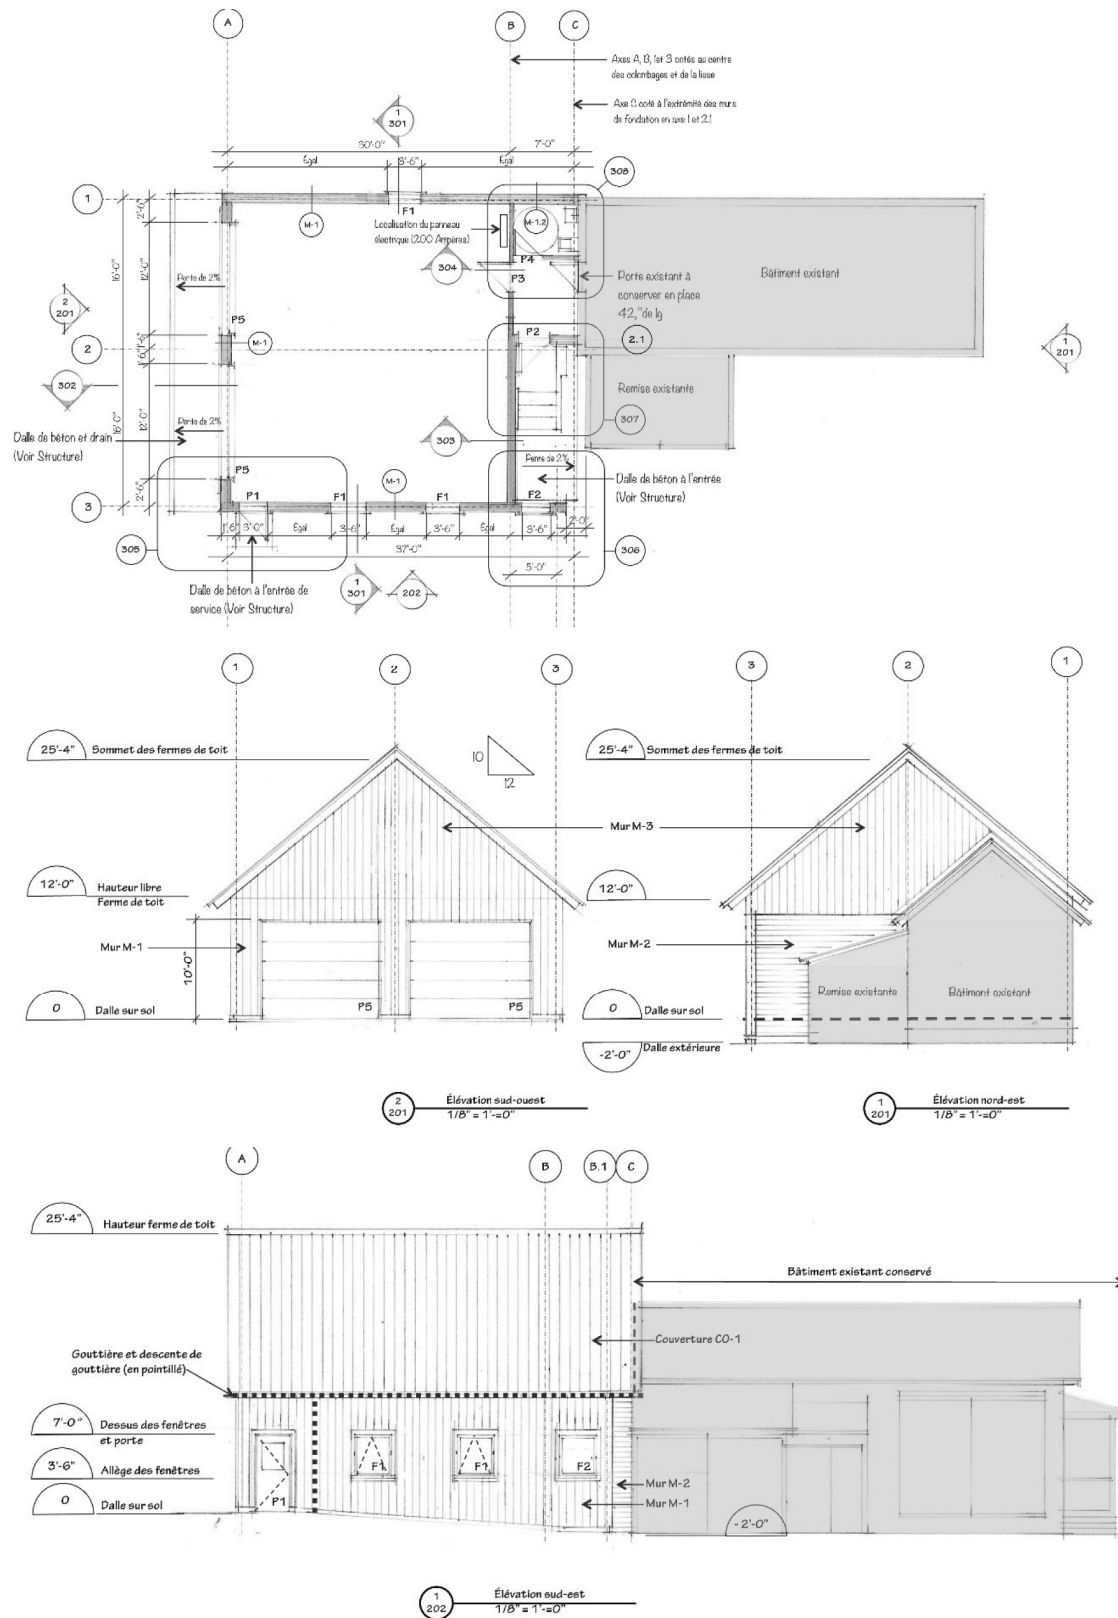 A
B
C
Axes A, B, 1et 3 cotés au centre
des colombages et de la lisse
Axe C coté à l'extrémité des murs
de fondation en axe 1 et 2.1
1
301
30'-0"
7'-0"
Égal
3'-6"
Égal
308
1
2'-6"
F1
M-1
M-1.2
Localisation du panneau
électrique (200 Ampères)
P4
304
P3
16'-0"
12'-0"
Pente de 2%
Porte existant à
conserver en place
42,"de lg
Bâtiment existant
2
201
P5
1'-6"
P2
2.1
1
201
2
M-1
1'-6"
302
Remise existante
307
303
16'-0"
12'-0"
Pente de 2%
Dalle de béton et drain
(Voir Structure)
Pente de 2%
Dalle de béton à l'entrée
(Voir Structure)
P5
M-1
2'-6"
P1
F1
F1
F2
3
1'-6"
3'-0"
Égal
3'-6"
Égal
3'-6"
Égal
3'-6"
2'-0"
305
37'-0"
306
5'-0"
Dalle de béton à l'entrée de
service (Voir Structure)
1
301
202
1
2
3
3
2
1
25'-4"
Sommet des fermes de toit
10
12
25'-4"
Sommet des fermes de toit
Mur M-3
12'-0"
Hauteur libre
Ferme de toit
12'-0"
Mur M-1
Mur M-2
10'-0"
0
Dalle sur sol
P5
P5
Remise existante
Bâtimont existant
0
Dalle sur sol
-2'-0"
Dalle extérieure
2
201
Élévation sud-ouest
1/8" = 1'-=0"
1
201
Élévation nord-est
1/8" = 1'-=0"
A
B
B.1
C
25'-4"
Hauteur ferme de toit
Bâtiment existant conservé
Couverture CO-1
Gouttière et descente de
gouttière (en pointillé)
7'-0"
Dessus des fenêtres
et porte
3'-6"
Allège des fenêtres
F1
F1
F2
Mur M-2
0
Dalle sur sol
P1
Mur M-1
-2'-0"
1
202
Élévation sud-est
1/8" = 1'-=0"